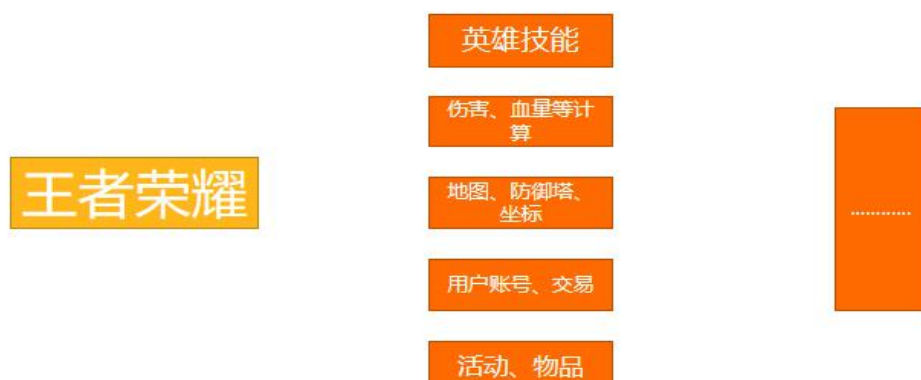 王者荣耀
英雄技能
伤害、血量等计
算
地图、防御塔、
坐标
用户账号、交易
活动、物品
…………